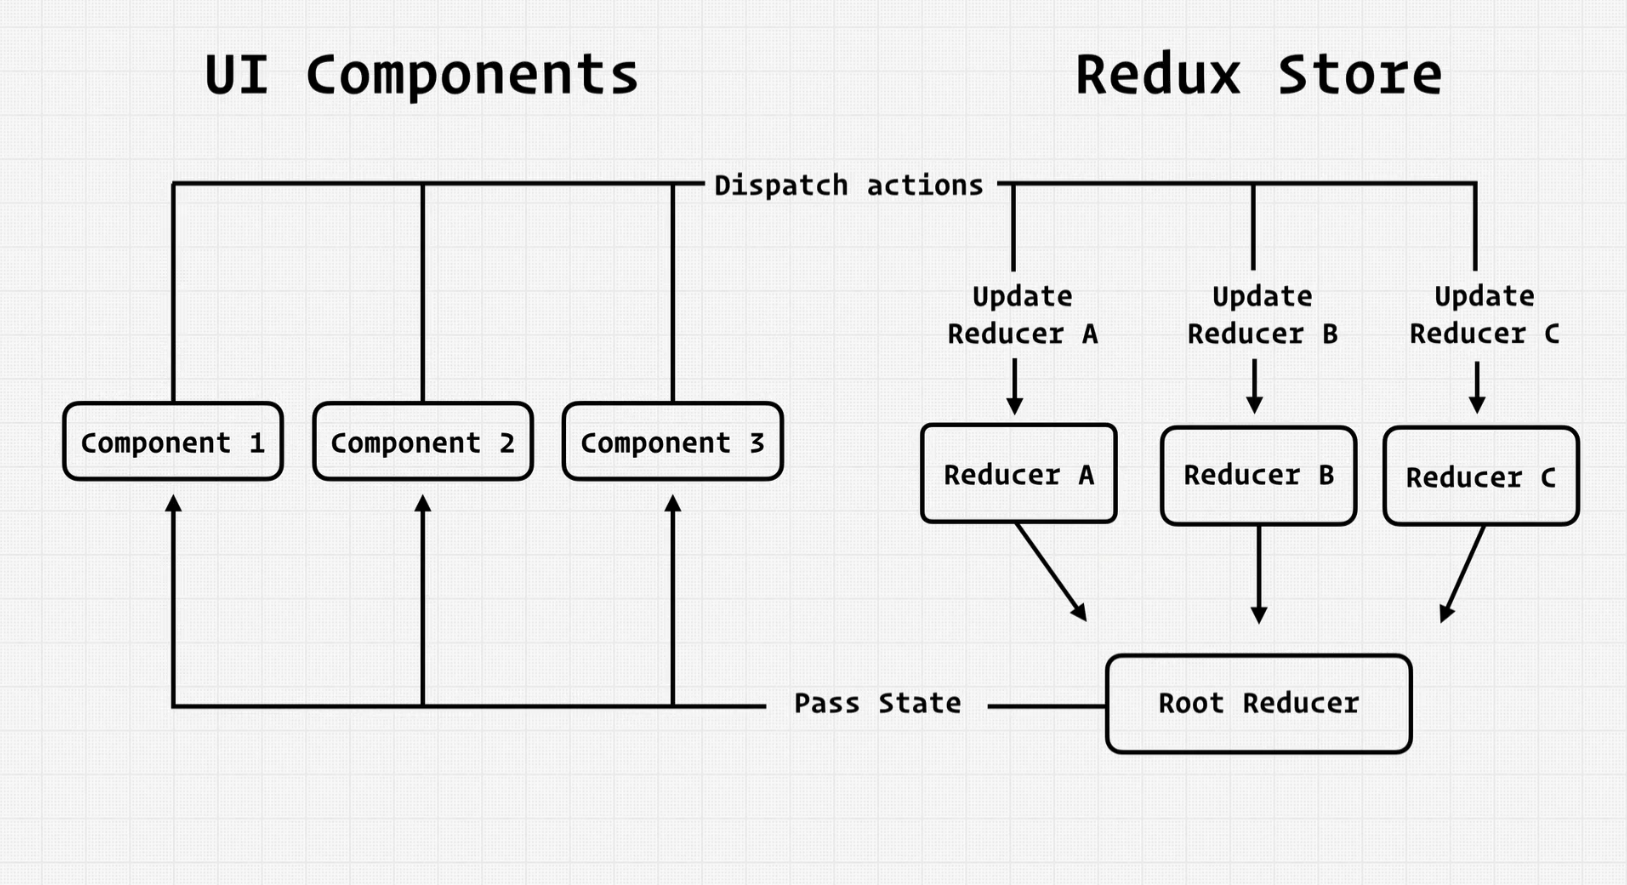 UI Components
Redux Store
Dispatch actions
Update
Reducer A
Update
Reducer B
Update
Reducer C
Component 1
Component 2
Component 3
Reducer A
Reducer B
Reducer C
Pass State
Root Reducer